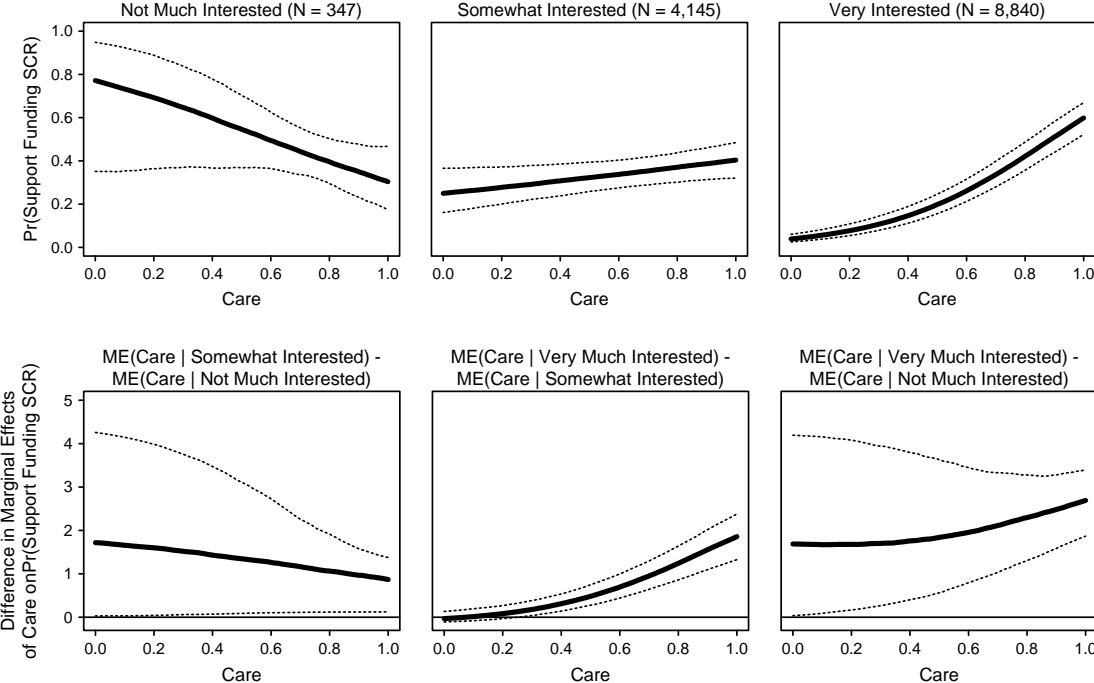 Not Much Interested (N = 347)
Somewhat Interested (N = 4,145)
Very Interested (N = 8,840)
Pr(Support Funding SCR)
1.0
0.8
0.6
0.4
0.2
0.0
0.0 0.2 0.4 0.6 0.8 1.0
0.0 0.2 0.4 0.6 0.8 1.0
0.0 0.2 0.4 0.6 0.8 1.0
Care
Care
Care
ME(Care | Somewhat Interested) -
ME(Care | Not Much Interested)
ME(Care | Very Much Interested) -
ME(Care | Somewhat Interested)
ME(Care | Very Much Interested) -
ME(Care | Not Much Interested)
Difference in Marginal Effects
of Care onPr(Support Funding SCR)
5
4
3
2
1
0
0.0 0.2 0.4 0.6 0.8 1.0
0.0 0.2 0.4 0.6 0.8 1.0
0.0 0.2 0.4 0.6 0.8 1.0
Care
Care
Care